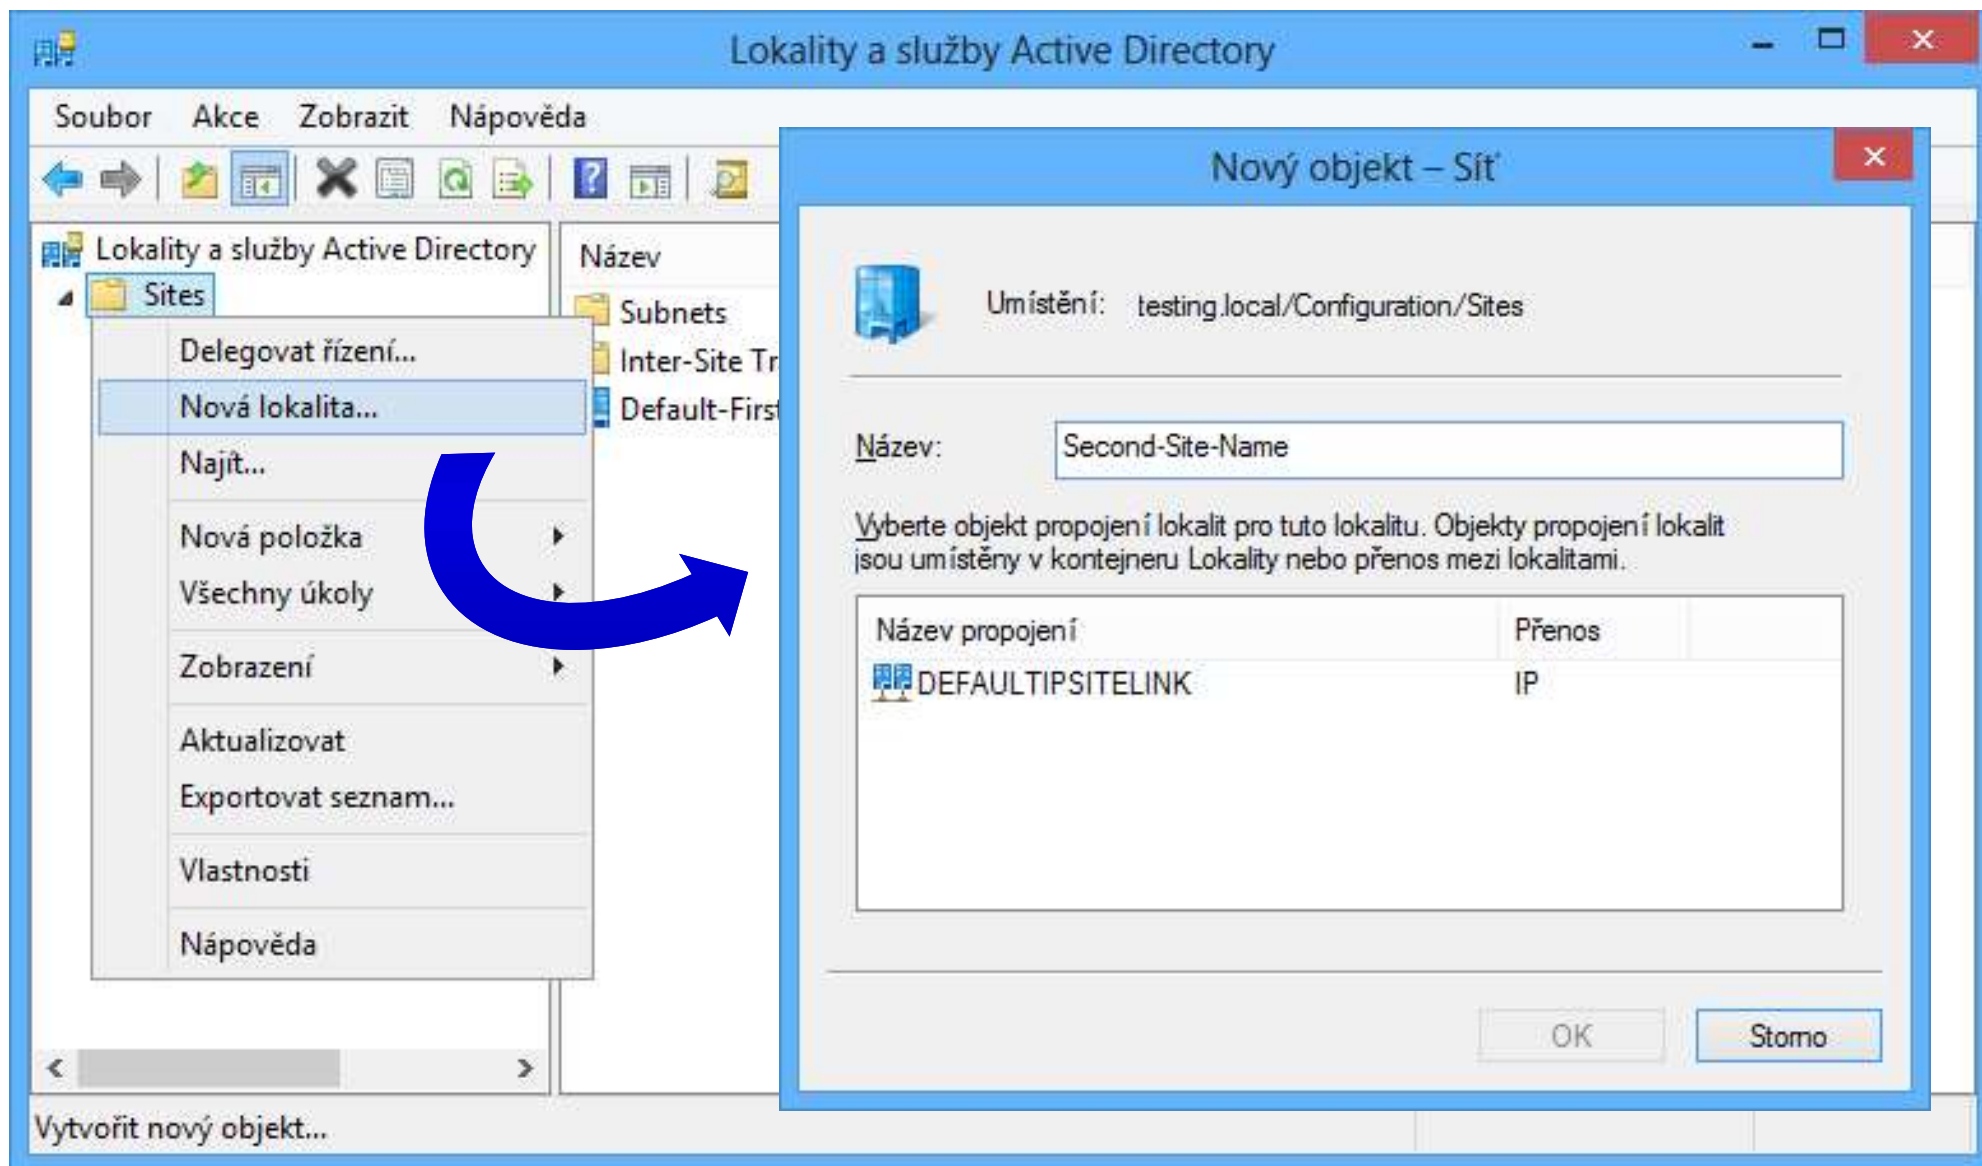 Lokality a služby Active Directory
Soubor Akce Zobrazit Nápověda
Lokality a služby Active Directory
Sites
Delegovat řízení...
Nová lokalita...
Najít...
Nová položka
Všechny úkoly
Zobrazení
Aktualizovat
Exportovat seznam...
Vlastnosti
Nápověda
Název
Subnets
Inter-Site Tr
Default-First
Nový objekt – Síť
Umístění: testing.local/Configuration/Sites
Název: Second-Site-Name
Vyberte objekt propojení lokalit pro tuto lokalitu. Objekty propojení lokalit
jsou umístěny v kontejneru Lokality nebo přenos mezi lokalitami.
Název propojení Přenos
DEFAULTIPSITELINK IP
OK Storno
Vytvořit nový objekt...